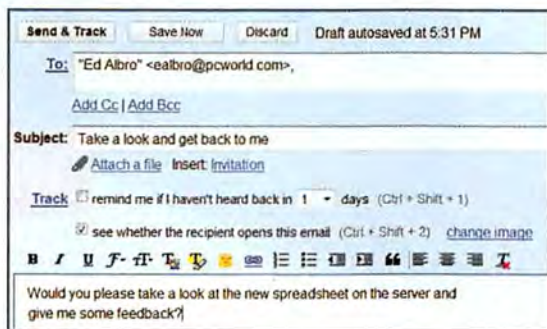 Send & Track Save Now Discard Draft autosaved at 5:31 PM
To: "Ed Albro" <ealbro@pcworld.com>,
Add Cc | Add Bcc
Subject: Take a look and get back to me
Attach a file Insert: Invitation
Track remind me if I haven't heard back in 1 days (Ctrl + Shift + 1)
see whether the recipient opens this email (Ctrl + Shift + 2) change image
B I U
Would you please take a look at the new spreadsheet on the server and
give me some feedback?